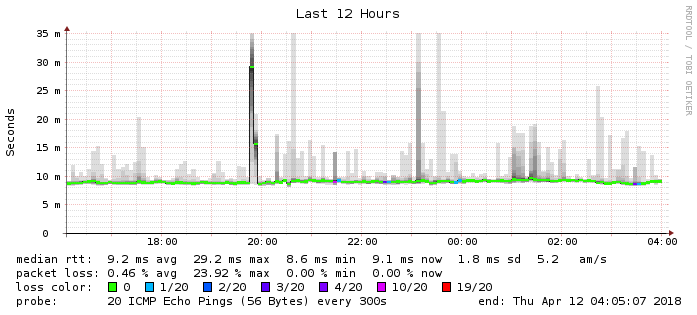 Last 12 Hours
RRDTOOL / TOBI OETIKER
Seconds
35 m
30 m
25 m
20 m
15 m
10 m
5 m
0
18:00 20:00 22:00 00:00 02:00 04:00
median rtt: 9.2 ms avg 29.2 ms max 8.6 ms min 9.1 ms now 1.8 ms sd 5.2 am/s
packet loss: 0.46 % avg 23.92 % max 0.00 % min 0.00 % now
loss color: 0 1/20 2/20 3/20 4/20 10/20 19/20
probe: 20 ICMP Echo Pings (56 Bytes) every 300s end: Thu Apr 12 04:05:07 2018